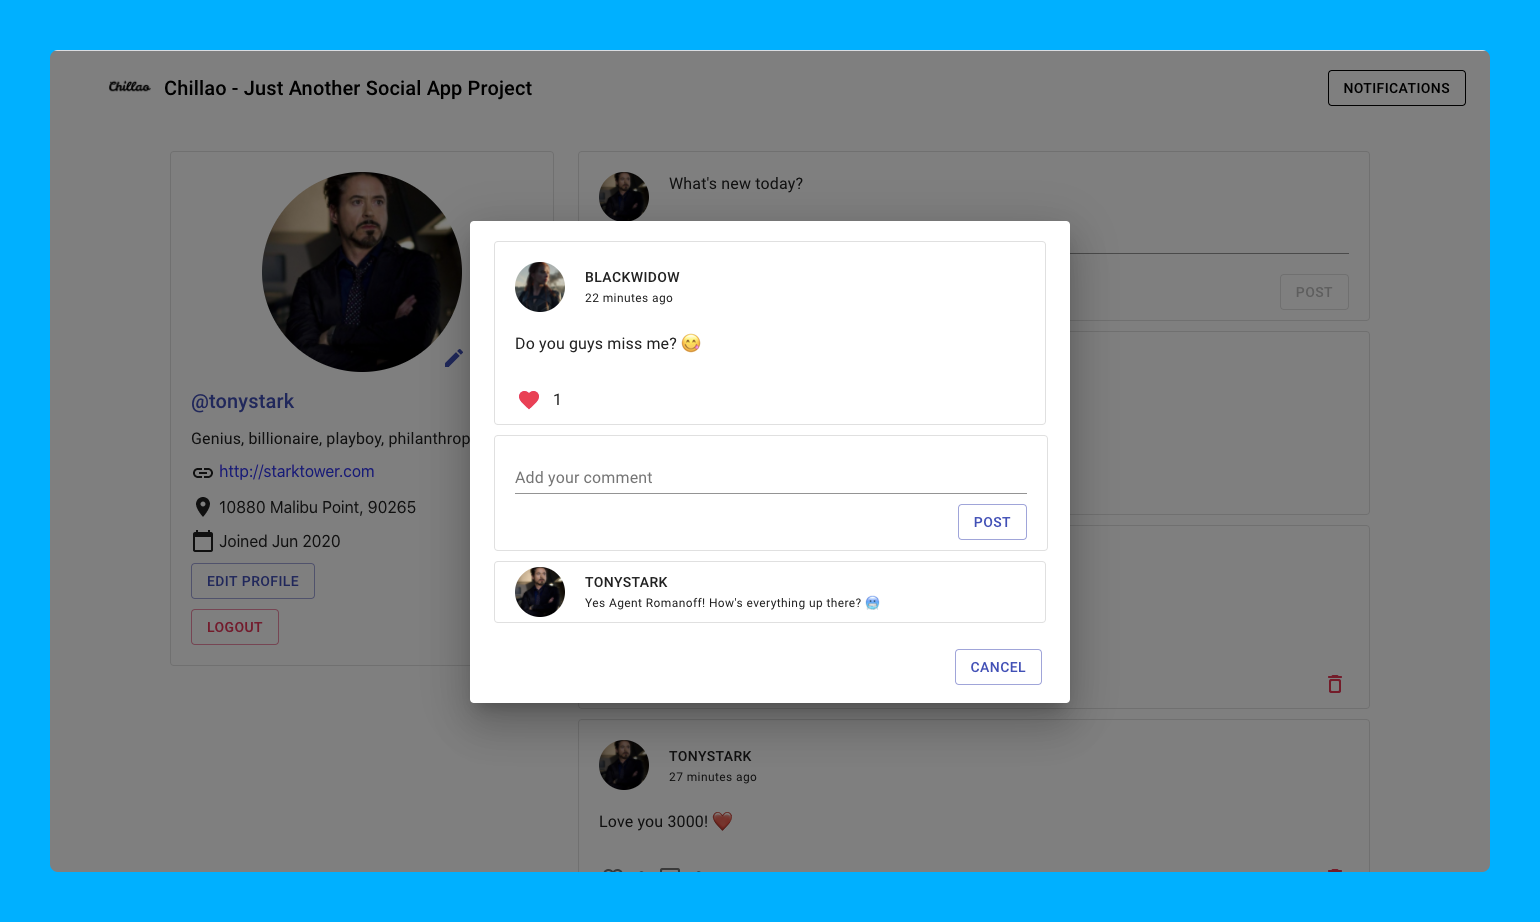 Chillao
Chillao - Just Another Social App Project
NOTIFICATIONS
@tonystark
Genius, billionaire, playboy, philanthrop
http://starktower.com
10880 Malibu Point, 90265
Joined Jun 2020
EDIT PROFILE
LOGOUT
What's new today?
POST
BLACKWIDOW
22 minutes ago
Do you guys miss me? 😋
1
Add your comment
POST
TONYSTARK
Yes Agent Romanoff! How's everything up there? 🥶
CANCEL
TONYSTARK
27 minutes ago
Love you 3000! ❤️